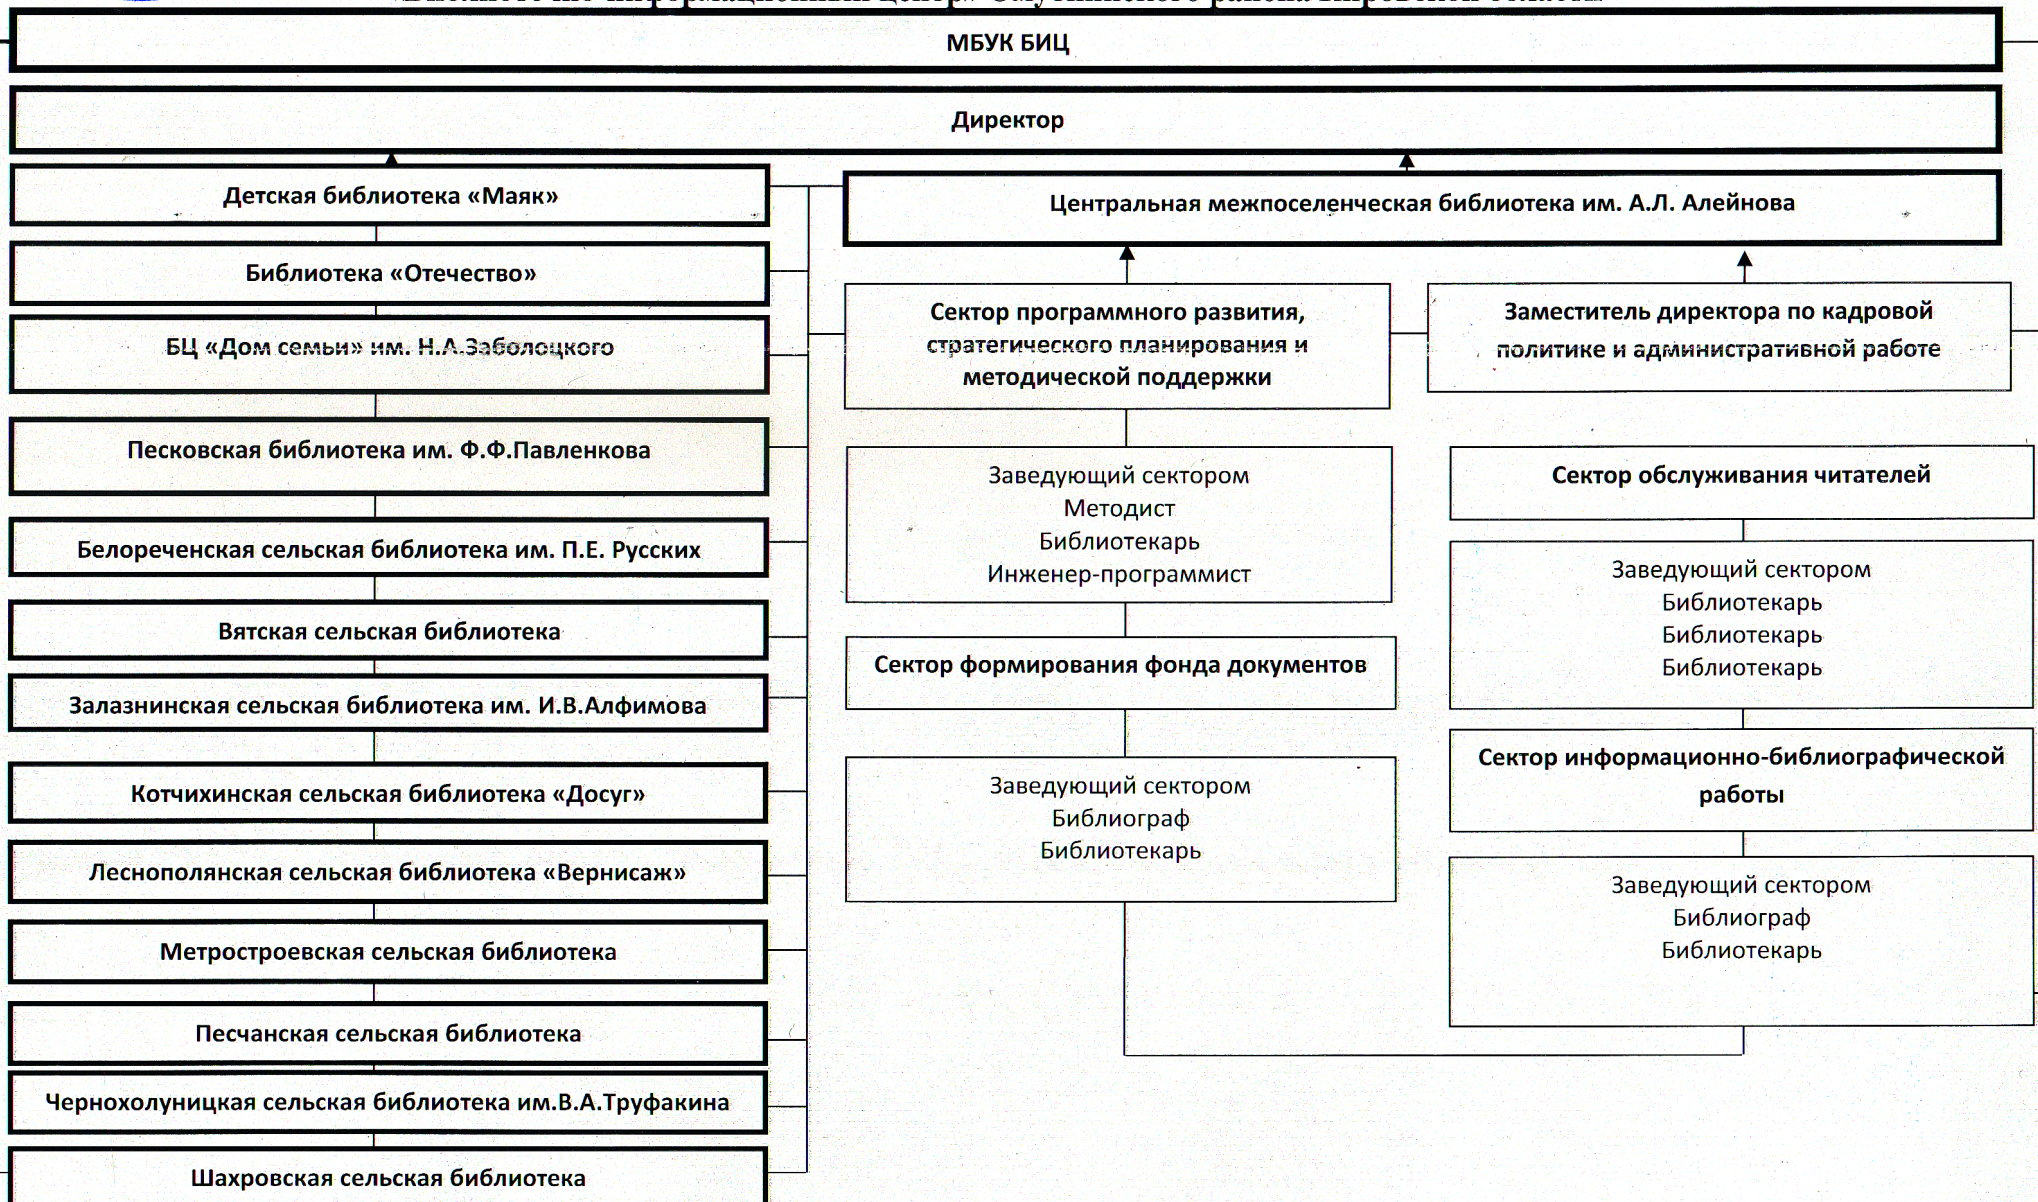 МБУК БИЦ
Директор
Детская библиотека «Маяк»
Библиотека «Отечество»
БЦ «Дом семьи» им. Н.А.Заболоцкого
Песковская библиотека им. Ф.Ф.Павленкова
Белореченская сельская библиотека им. П.Е. Русских
Вятская сельская библиотека
Залазнинская сельская библиотека им. И.В.Алфимова
Котчихинская сельская библиотека «Досуг»
Леснополянская сельская библиотека «Вернисаж»
Метростроевская сельская библиотека
Песчанская сельская библиотека
Чернохолуницкая сельская библиотека им.В.А.Труфакина
Шахровская сельская библиотека
Центральная межпоселенческая библиотека им. А.Л. Алейнова
Сектор программного развития,
стратегического планирования и
методической поддержки
Заведующий сектором
Методист
Библиотекарь
Инженер-программист
Сектор формирования фонда документов
Заведующий сектором
Библиограф
Библиотекарь
Заместитель директора по кадровой
политике и административной работе
Сектор обслуживания читателей
Заведующий сектором
Библиотекарь
Библиотекарь
Библиотекарь
Сектор информационно-библиографической
работы
Заведующий сектором
Библиограф
Библиотекарь